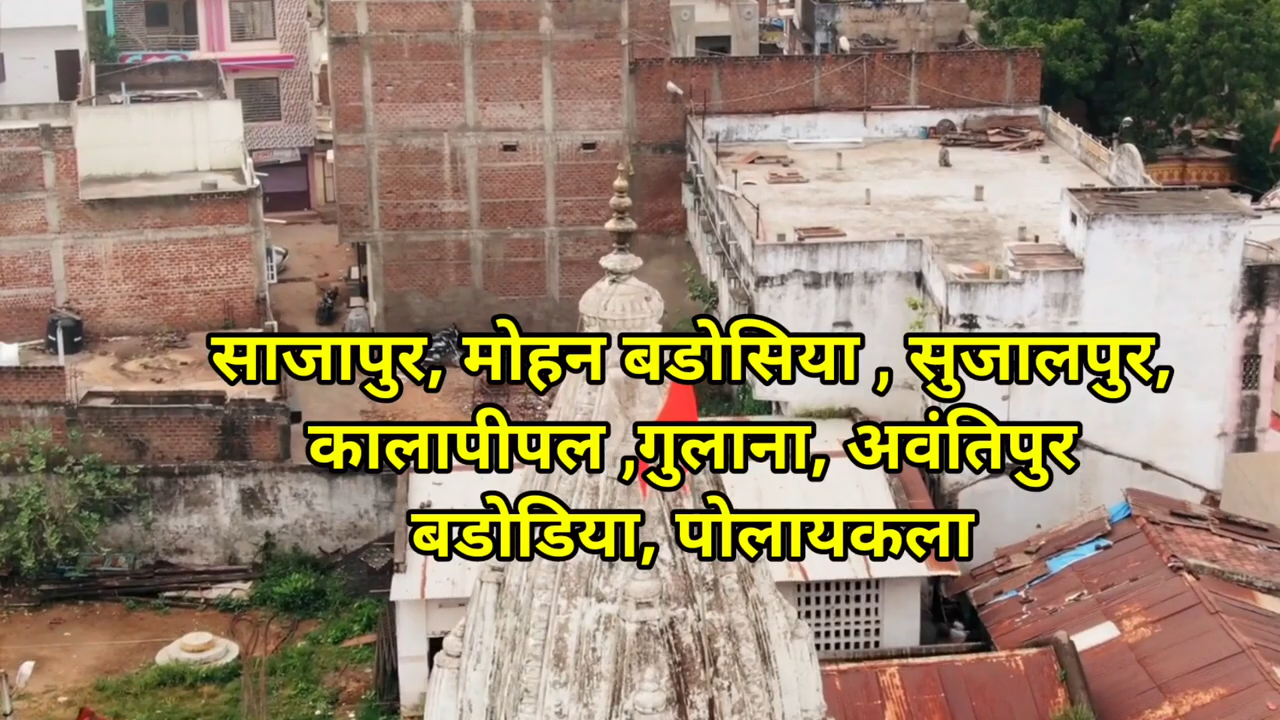 साजापुर, मोहन बडोसिया , सुजालपुर,
कालापीपल ,गुलाना, अवंतिपुर
बडोडिया, पोलायकला